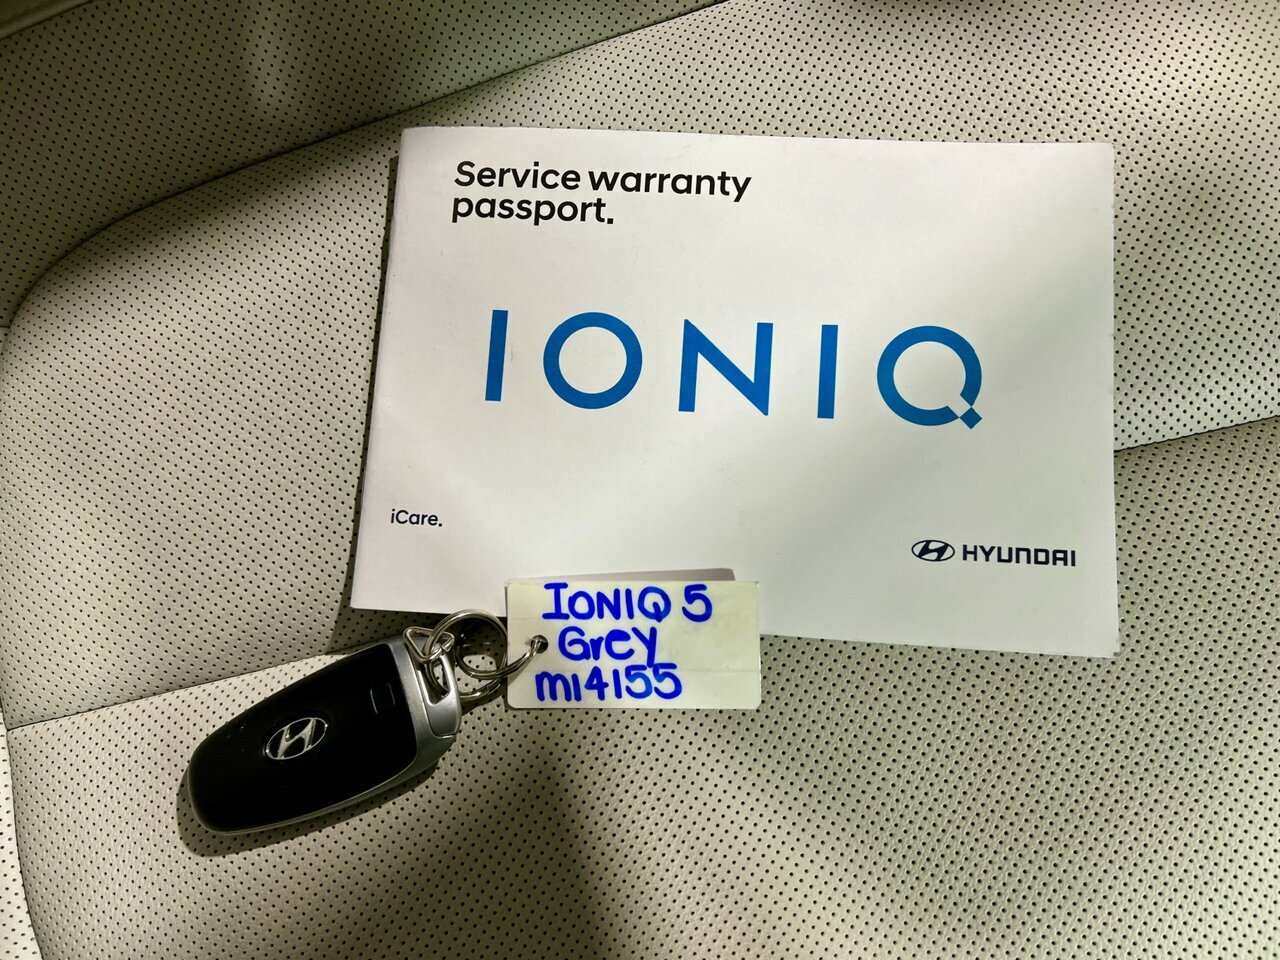 Service warranty
passport.
IONIQ
iCare.
HYUNDAI
IONIQ 5
Grey
m14155